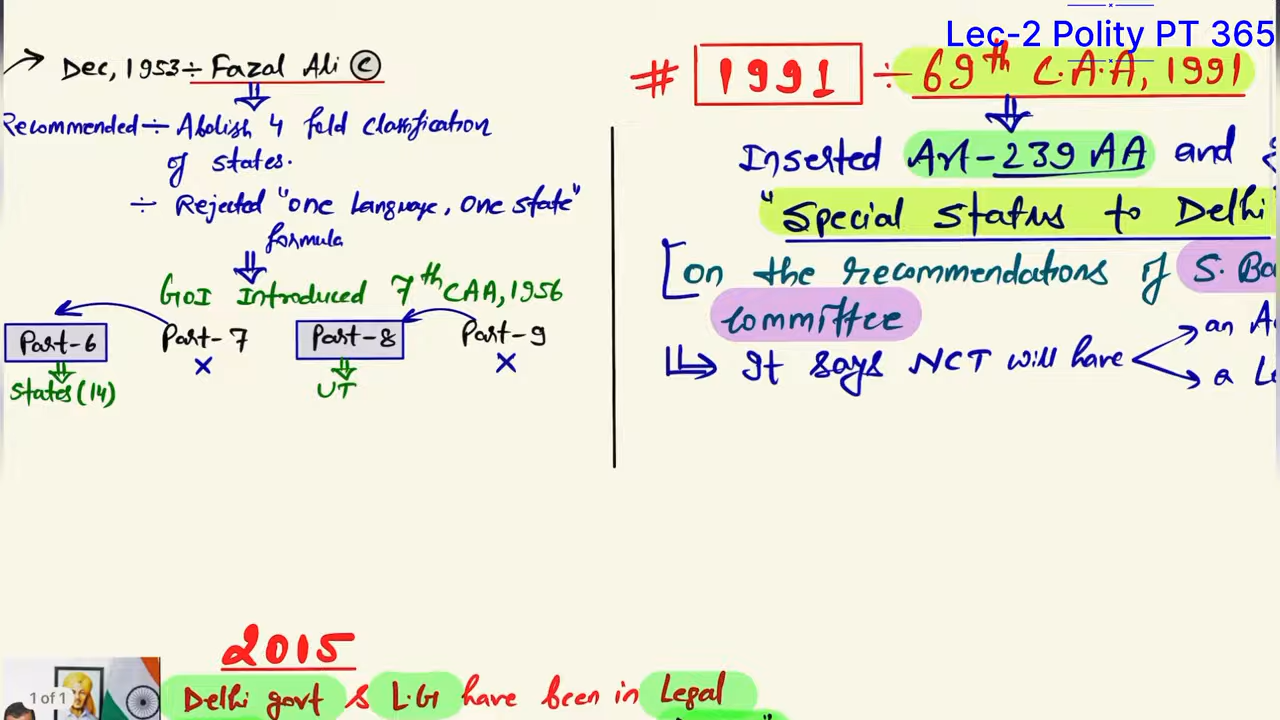 Lec-2 Polity PT 365
Dec, 1953 ÷ Fazal Ali ©
Recommended ÷ Abolish 4 fold classification
of states.
÷ Rejected "one language, one state"
formula
GoI Introduced 7th CAA, 1956
Part-6 Part-7 Part-8 Part-9
States (14) UT
# 1991 ÷ 69th C.A.A, 1991
Inserted Art-239 AA and
"Special Status to Delhi"
[on the recommendations of S.
Committee
It says NCT will have
an
a
2015
Delhi govt & L.G have been in Legal
1 of 1